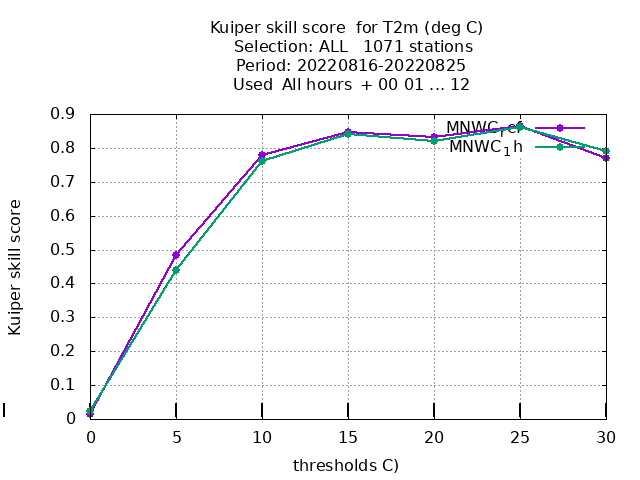 Kuiper skill score  for T2m (deg C)
Selection: ALL   1071 stations
Period: 20220816-20220825
Used  All hours  + 00 01 ... 12
0.9
0.8
0.7
0.6
0.5
0.4
0.3
0.2
0.1
0
Kuiper skill score
MNWC_ref
MNWC_1h
0 5 10 15 20 25 30
thresholds C)